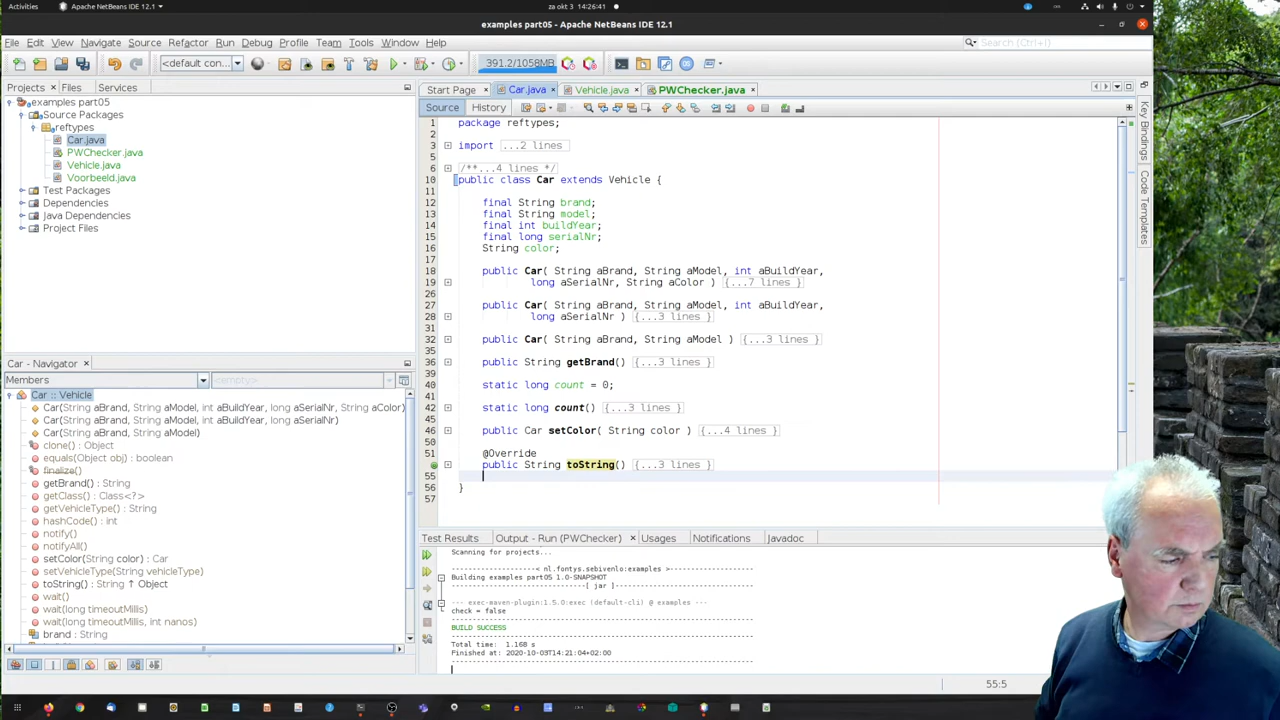 Activities
Apache NetBeans IDE 12.1
za okt 3 14:26:41
examples part05 - Apache NetBeans IDE 12.1
File Edit View Navigate Source Refactor Run Debug Profile Team Tools Window Help
Search (Ctrl+I)
<default con...
391.2/1058MB
Projects × Files Services
examples part05
Source Packages
reftypes
Car.java
PWChecker.java
Vehicle.java
Voorbeeld.java
Test Packages
Dependencies
Java Dependencies
Project Files
Car - Navigator ×
Members
<empty>
Car :: Vehicle
Car(String aBrand, String aModel, int aBuildYear, long aSerialNr, String aColor)
Car(String aBrand, String aModel, int aBuildYear, long aSerialNr)
Car(String aBrand, String aModel)
clone() : Object
equals(Object obj) : boolean
finalize()
getBrand() : String
getClass() : Class<?>
getVehicleType() : String
hashCode() : int
notify()
notifyAll()
setColor(String color) : Car
setVehicleType(String vehicleType)
toString() : String ↑ Object
wait()
wait(long timeoutMillis)
wait(long timeoutMillis, int nanos)
brand : String
Start Page × Car.java × Vehicle.java × PWChecker.java ×
Source History
1 package reftypes;
2
3 import ...2 lines
5
6 /**...4 lines */
10 public class Car extends Vehicle {
11
12 final String brand;
13 final String model;
14 final int buildYear;
15 final long serialNr;
16 String color;
17
18 public Car( String aBrand, String aModel, int aBuildYear,
19 long aSerialNr, String aColor ) {...7 lines }
26
27 public Car( String aBrand, String aModel, int aBuildYear,
28 long aSerialNr ) {...3 lines }
31
32 public Car( String aBrand, String aModel ) {...3 lines }
35
36 public String getBrand() {...3 lines }
39
40 static long count = 0;
41
42 static long count() {...3 lines }
45
46 public Car setColor( String color ) {...4 lines }
50
51 @Override
public String toString() {...3 lines }
55
56 }
57
Key Bindings
Code Templates
Test Results Output - Run (PWChecker) × Usages Notifications Javadoc
Scanning for projects...
-----------------------< nl.fontys.sebivenlo:examples >-----------------------
Building examples part05 1.0-SNAPSHOT
--------------------------------[ jar ]---------------------------------
--- exec-maven-plugin:1.5.0:exec (default-cli) @ examples ---
check = false
BUILD SUCCESS
Total time: 1.168 s
Finished at: 2020-10-03T14:21:04+02:00
55:5